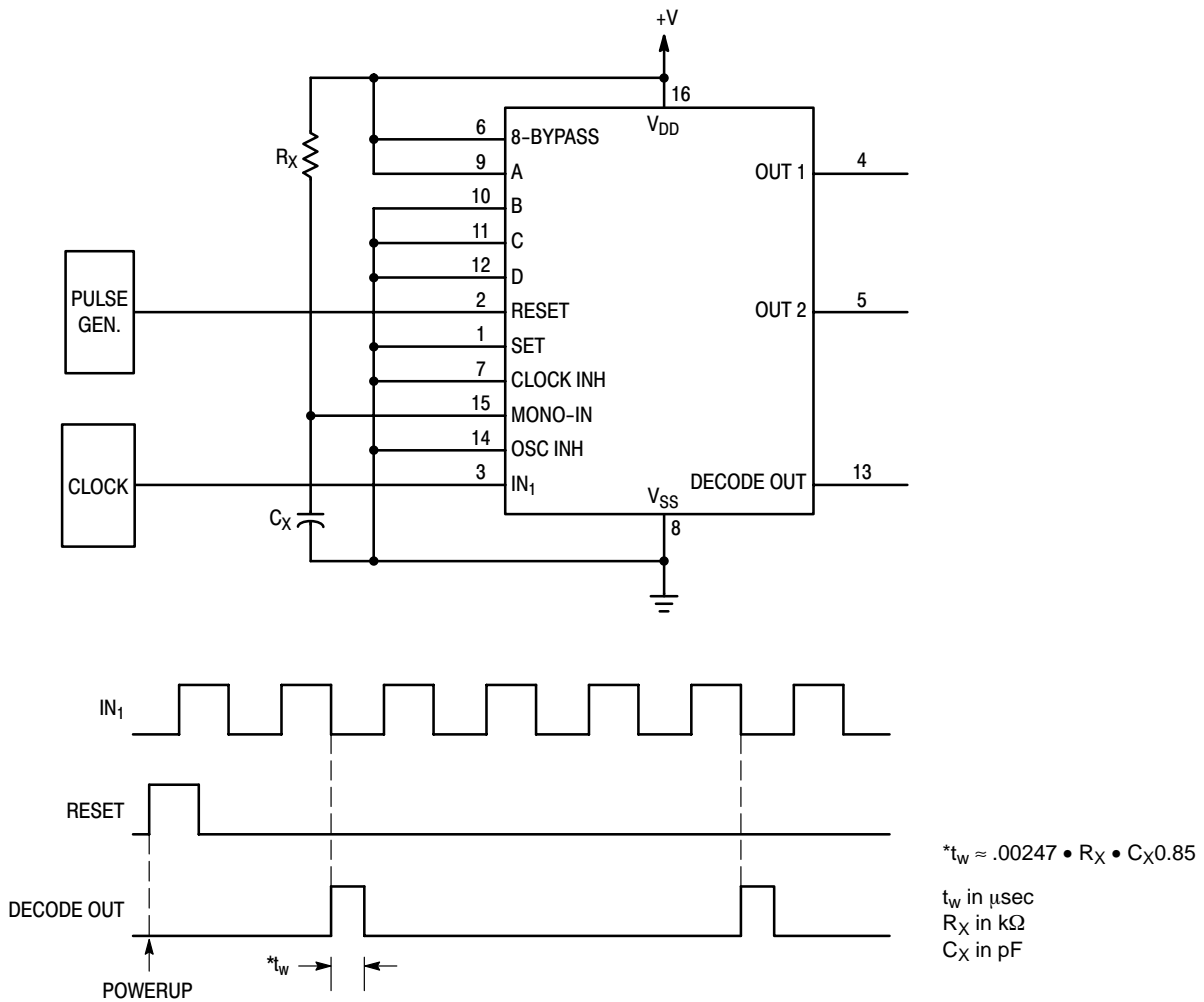 +V
16
VDD
6 8–BYPASS
9 A
10 B
11 C
12 D
2 RESET
1 SET
7 CLOCK INH
15 MONO–IN
14 OSC INH
3 IN1
OUT 1 4
OUT 2 5
DECODE OUT 13
VSS
8
RX
CX
PULSE
GEN.
CLOCK
IN1
RESET
DECODE OUT
*tw
POWERUP
*tw ≈ .00247 • RX • CX0.85
tw in μsec
RX in kΩ
CX in pF